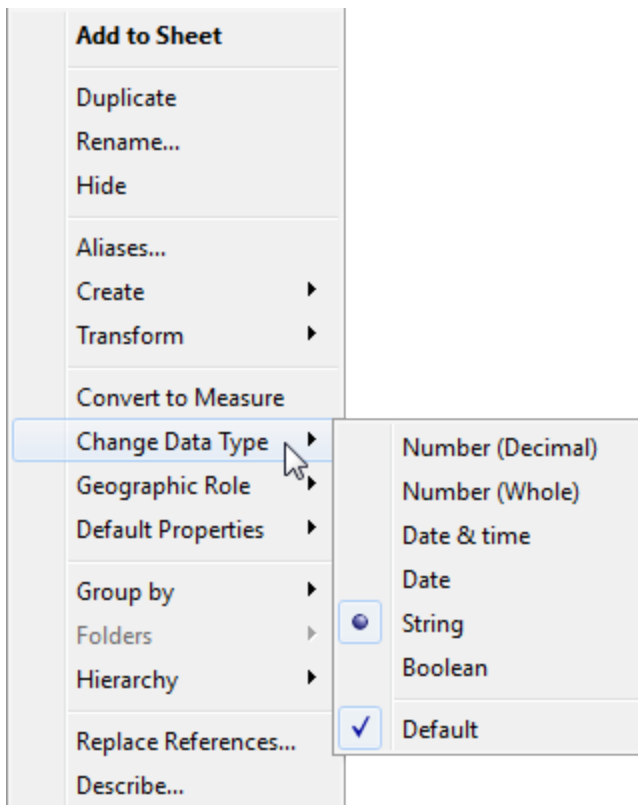 Add to Sheet
Duplicate
Rename...
Hide
Aliases...
Create
Transform
Convert to Measure
Change Data Type
Geographic Role
Default Properties
Group by
Folders
Hierarchy
Replace References...
Describe...
Number (Decimal)
Number (Whole)
Date & time
Date
String
Boolean
Default